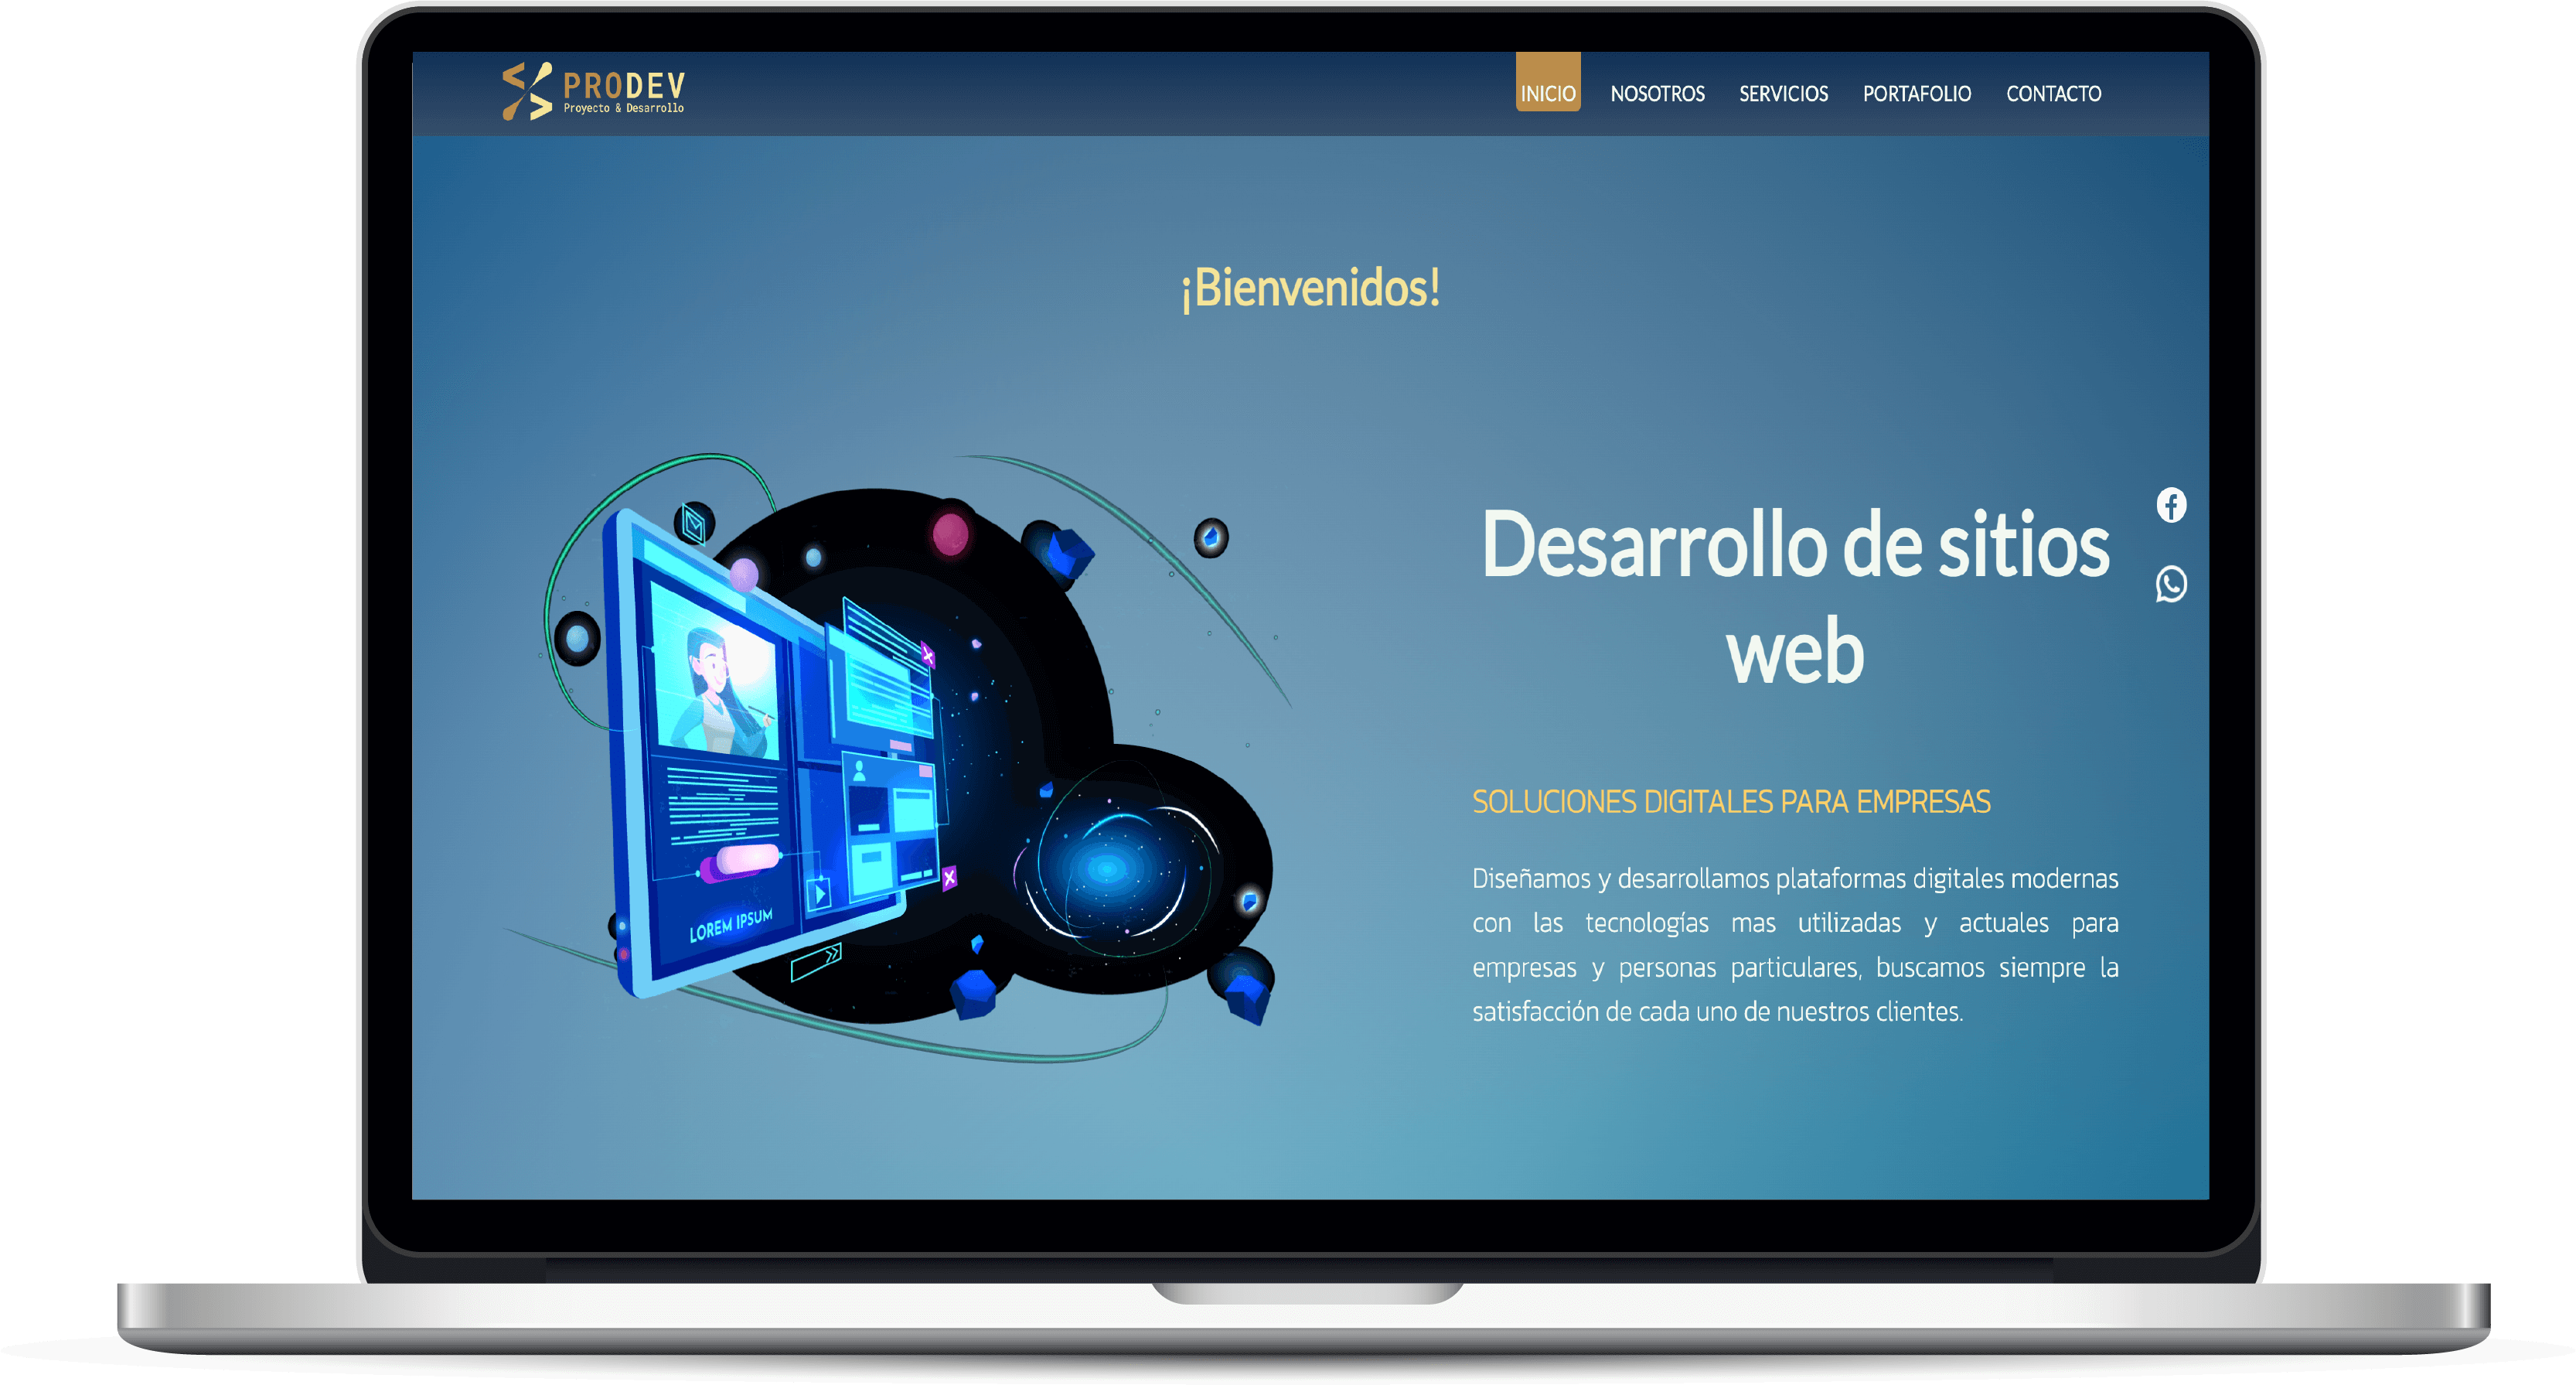 PRODEV
Proyecto & Desarrollo
INICIO NOSOTROS SERVICIOS PORTAFOLIO CONTACTO
¡Bienvenidos!
Desarrollo de sitios
web
SOLUCIONES DIGITALES PARA EMPRESAS
Diseñamos y desarrollamos plataformas digitales modernas
con las tecnologías mas utilizadas y actuales para
empresas y personas particulares, buscamos siempre la
satisfacción de cada uno de nuestros clientes.
LOREM IPSUM